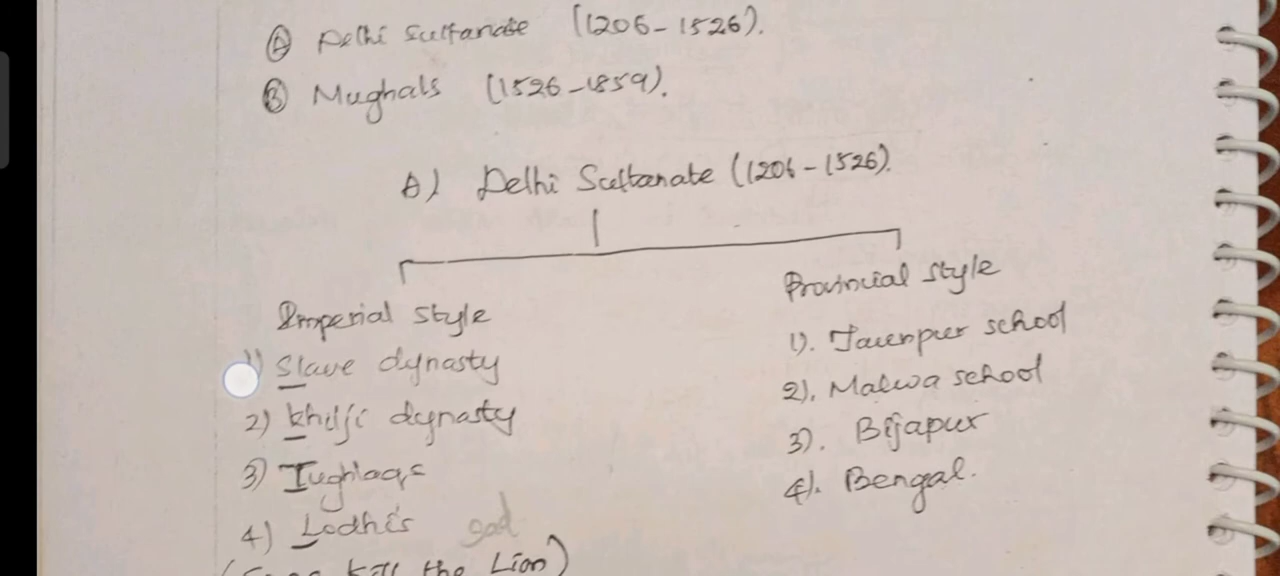 Ⓐ Delhi Sultanate (1206-1526).
Ⓑ Mughals (1526-1859).
A) Delhi Sultanate (1206-1526).
Imperial style
1) Slave dynasty
2) Khilji dynasty
3) Tughlaqs
4) Lodhis
Provincial style
1). Jaunpur school
2). Malwa school
3). Bijapur
4). Bengal.
kill the Lion)